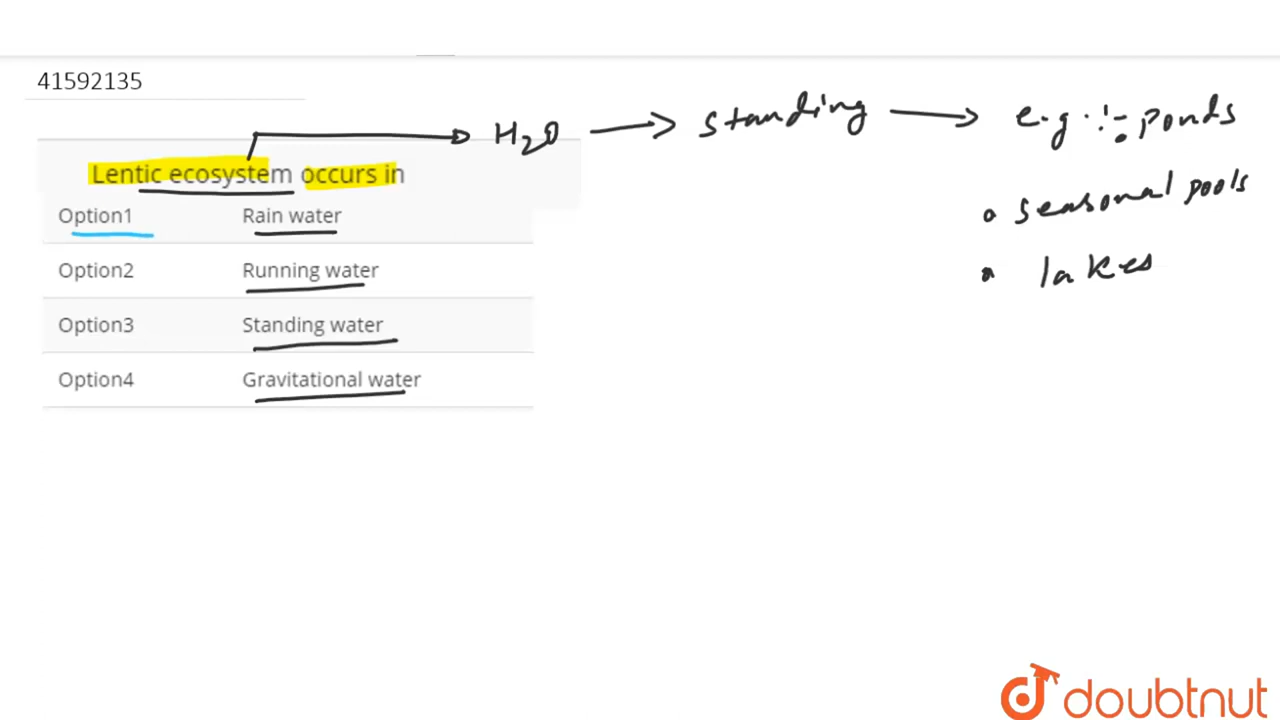 41592135
H2O → standing → e.g. :- ponds
Lentic ecosystem occurs in
• seasonal pools
Option1 Rain water
• lakes
Option2 Running water
Option3 Standing water
Option4 Gravitational water
doubtnut